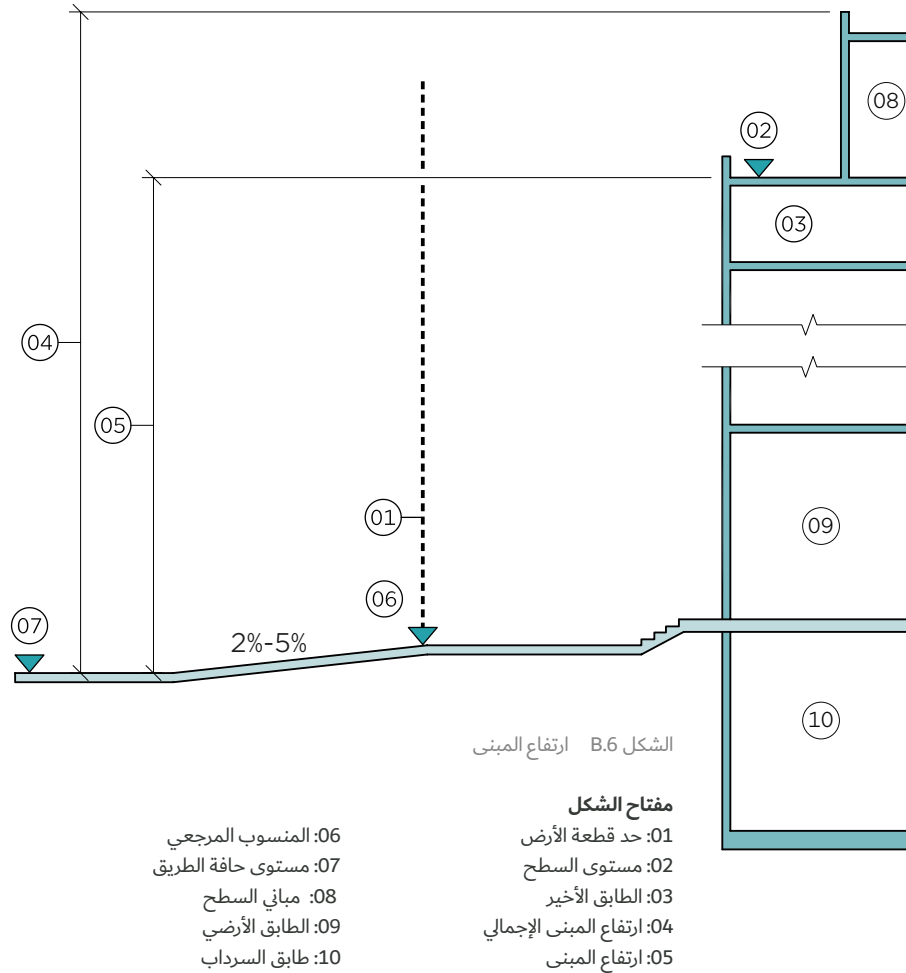 08
02
03
04
05
01
09
06
07
2%-5%
10
الشكل B.6 ارتفاع المبنى
مفتاح الشكل
01: حد قطعة الأرض
02: مستوى السطح
03: الطابق الأخير
04: ارتفاع المبنى الإجمالي
05: ارتفاع المبنى
06: المنسوب المرجعي
07: مستوى حافة الطريق
08: مباني السطح
09: الطابق الأرضي
10: طابق السرداب